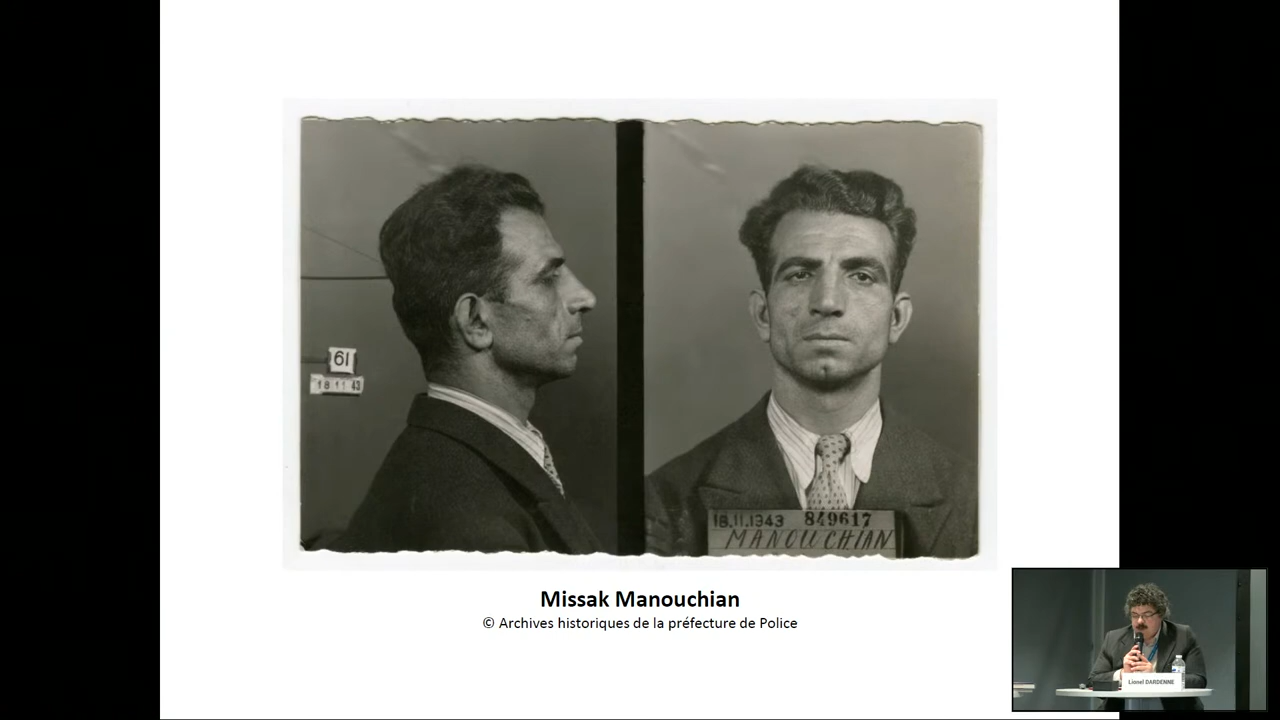 61
18 11 43
18.11.1943 849617
MANOUCHIAN
Missak Manouchian
© Archives historiques de la préfecture de Police
Lionel DARDENNE